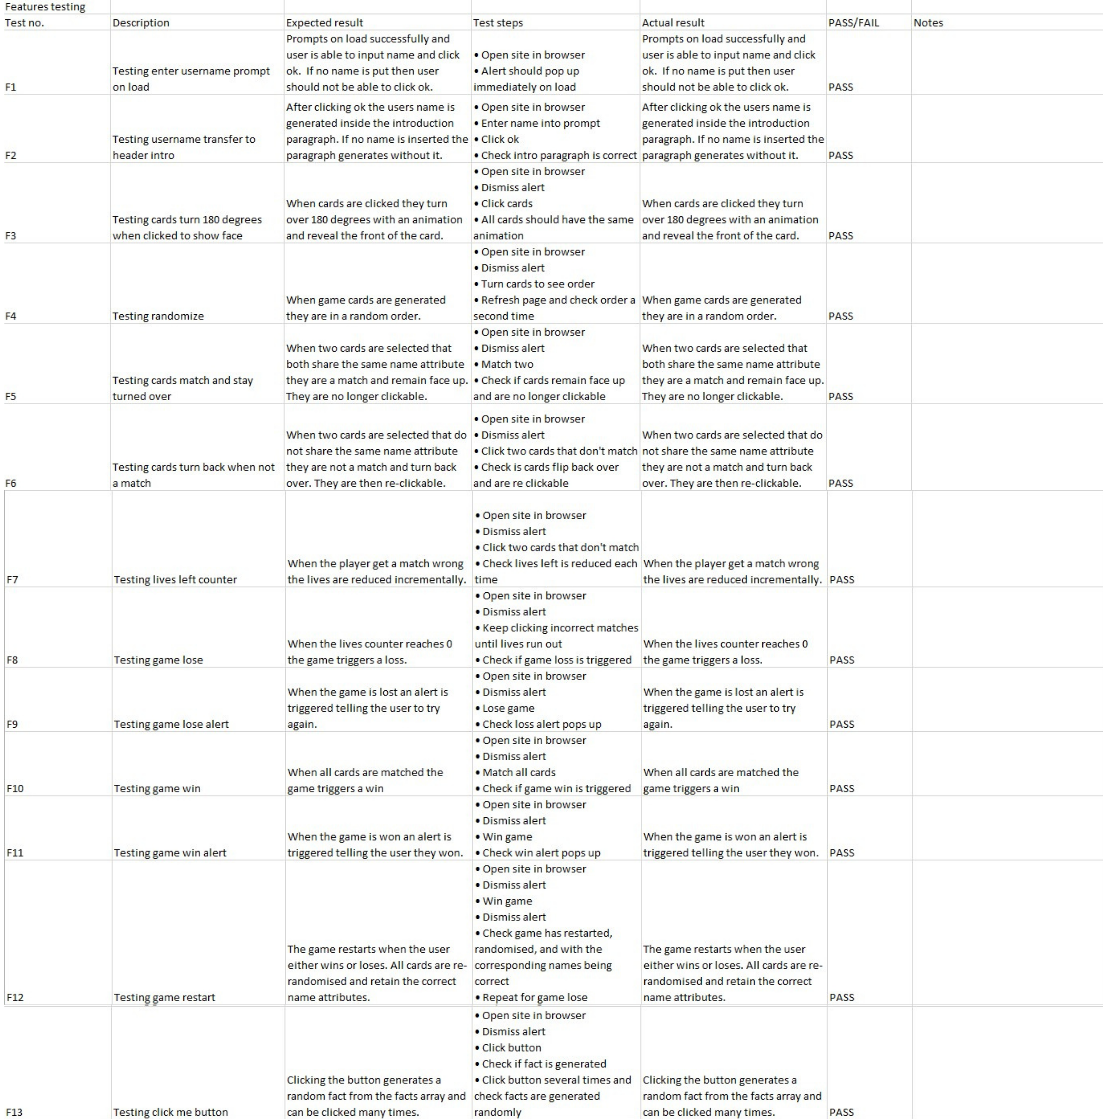 Features testing
Test no. Description Expected result Test steps Actual result PASS/FAIL Notes
F1
Testing enter username prompt
on load
Prompts on load successfully and
user is able to input name and click
ok. If no name is put then user
should not be able to click ok.
• Open site in browser
• Alert should pop up
immediately on load
Prompts on load successfully and
user is able to input name and click
ok. If no name is put then user
should not be able to click ok.
PASS
F2
Testing username transfer to
header intro
After clicking ok the users name is
generated inside the introduction
paragraph. If no name is inserted the
paragraph generates without it.
• Open site in browser
• Enter name into prompt
• Click ok
• Check intro paragraph is correct
After clicking ok the users name is
generated inside the introduction
paragraph. If no name is inserted the
paragraph generates without it.
PASS
F3
Testing cards turn 180 degrees
when clicked to show face
When cards are clicked they turn
over 180 degrees with an animation
and reveal the front of the card.
• Open site in browser
• Dismiss alert
• Click cards
• All cards should have the same
animation
When cards are clicked they turn
over 180 degrees with an animation
and reveal the front of the card.
PASS
F4
Testing randomize
When game cards are generated
they are in a random order.
• Open site in browser
• Dismiss alert
• Turn cards to see order
• Refresh page and check order a
second time
When game cards are generated
they are in a random order.
PASS
F5
Testing cards match and stay
turned over
When two cards are selected that
both share the same name attribute
they are a match and remain face up.
They are no longer clickable.
• Open site in browser
• Dismiss alert
• Match two
• Check if cards remain face up
and are no longer clickable
When two cards are selected that
both share the same name attribute
they are a match and remain face up.
They are no longer clickable.
PASS
F6
Testing cards turn back when not
a match
When two cards are selected that do
not share the same name attribute
they are not a match and turn back
over. They are then re-clickable.
• Open site in browser
• Dismiss alert
• Click two cards that don't match
• Check is cards flip back over
and are re clickable
When two cards are selected that do
not share the same name attribute
they are not a match and turn back
over. They are then re-clickable.
PASS
F7
Testing lives left counter
When the player get a match wrong
the lives are reduced incrementally.
• Open site in browser
• Dismiss alert
• Click two cards that don't match
• Check lives left is reduced each
time
When the player get a match wrong
the lives are reduced incrementally.
PASS
F8
Testing game lose
When the lives counter reaches 0
the game triggers a loss.
• Open site in browser
• Dismiss alert
• Keep clicking incorrect matches
until lives run out
• Check if game loss is triggered
When the lives counter reaches 0
the game triggers a loss.
PASS
F9
Testing game lose alert
When the game is lost an alert is
triggered telling the user to try
again.
• Open site in browser
• Dismiss alert
• Lose game
• Check loss alert pops up
When the game is lost an alert is
triggered telling the user to try
again.
PASS
F10
Testing game win
When all cards are matched the
game triggers a win
• Open site in browser
• Dismiss alert
• Match all cards
• Check if game win is triggered
When all cards are matched the
game triggers a win
PASS
F11
Testing game win alert
When the game is won an alert is
triggered telling the user they won.
• Open site in browser
• Dismiss alert
• Win game
• Check win alert pops up
When the game is won an alert is
triggered telling the user they won.
PASS
F12
Testing game restart
The game restarts when the user
either wins or loses. All cards are re-
randomised and retain the correct
name attributes.
• Open site in browser
• Dismiss alert
• Win game
• Dismiss alert
• Check game has restarted,
randomised, and with the
corresponding names being
correct
• Repeat for game lose
The game restarts when the user
either wins or loses. All cards are re-
randomised and retain the correct
name attributes.
PASS
F13
Testing click me button
Clicking the button generates a
random fact from the facts array and
can be clicked many times.
• Open site in browser
• Dismiss alert
• Click button
• Check if fact is generated
• Click button several times and
check facts are generated
randomly
Clicking the button generates a
random fact from the facts array and
can be clicked many times.
PASS